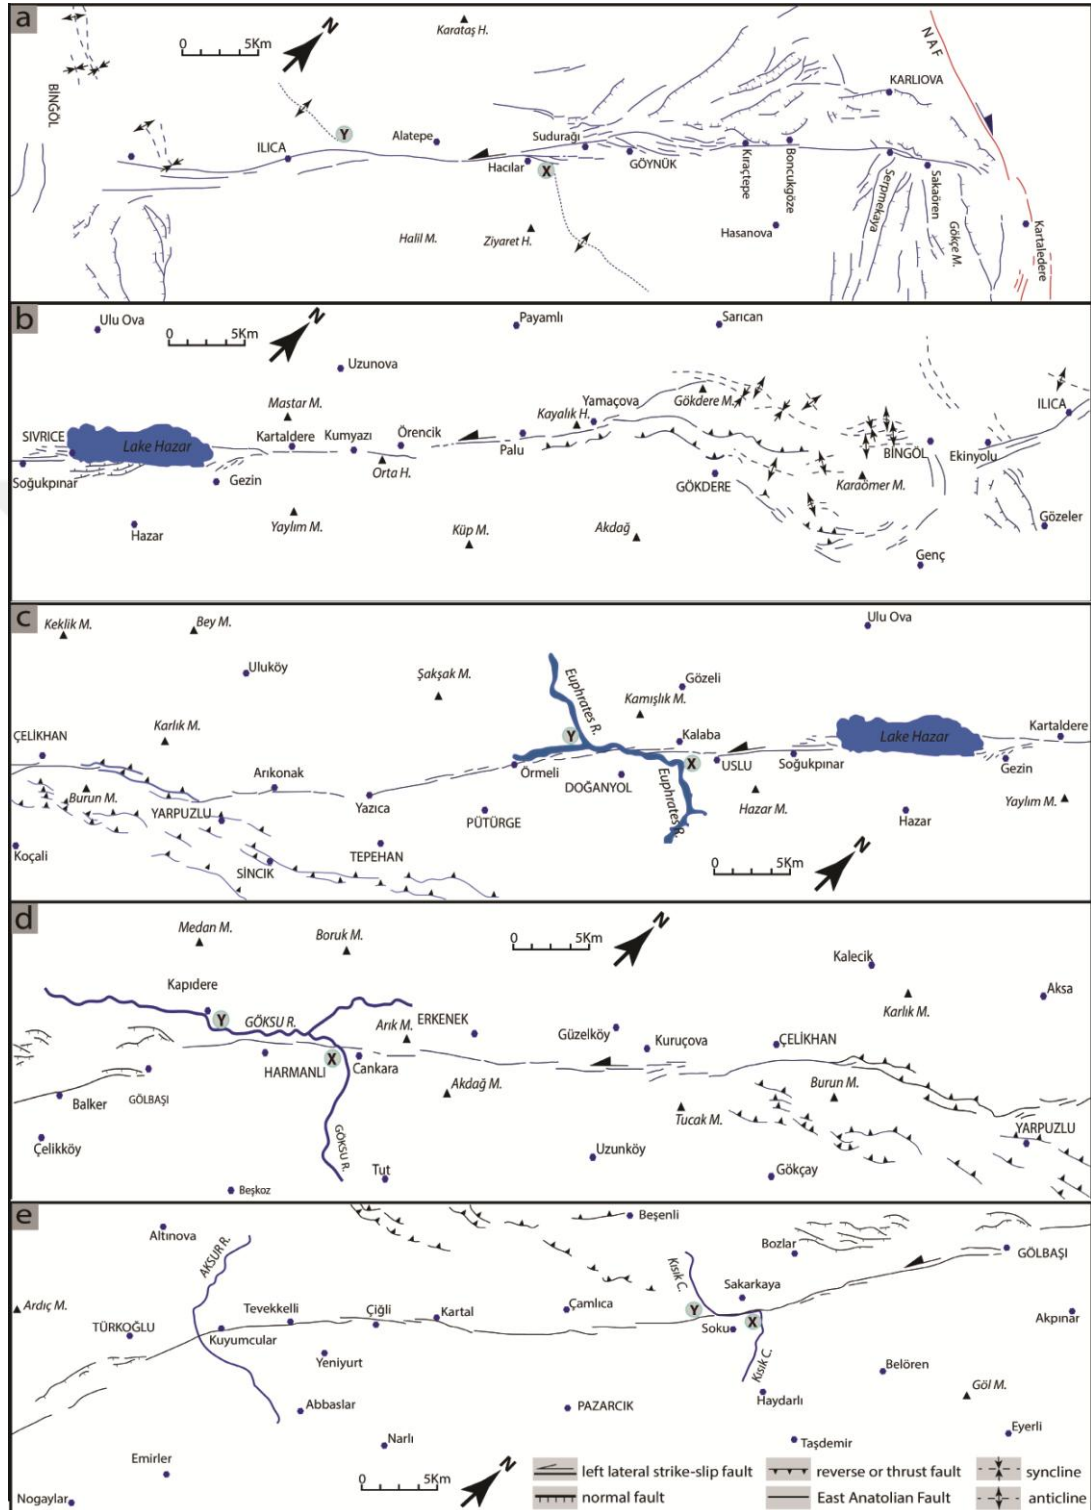 a
0 5Km
N
Karataş H.
NAF
BİNGÖL
KARLIOVA
Y
Alatepe
ILICA
Sudurağı
Hacılar
X
GÖYNÜK
Kıraçtepe
Boncukgöze
Serpmekaya
Sakaören
Gökçe M.
Kartaledere
Halil M.
Ziyaret H.
Hasanova
b
Ulu Ova
0 5Km
N
Payamlı
Sarıcan
Uzunova
Mastar M.
Gökdere M.
ILICA
Yamaçova
Kayalık H.
SIVRICE
Lake Hazar
Kartaldere
Kumyazı
Örencik
Palu
BİNGÖL
Ekinyolu
Soğukpınar
Gezin
Orta H.
GÖKDERE
Karaömer M.
Hazar
Yaylım M.
Küp M.
Akdağ
Gözeler
Genç
c
Keklik M.
Bey M.
Ulu Ova
Uluköy
Şakşak M.
Euphrates R.
Gözeli
Kamışlık M.
Karlık M.
ÇELİKHAN
Y
Kalaba
Lake Hazar
Kartaldere
X
USLU
Soğukpınar
Gezin
Arıkonak
Örmeli
DOĞANYOL
Burun M.
Yazıca
Euphrates R.
Hazar M.
Yaylım M.
YARPUZLU
PÜTÜRGE
Hazar
Koçali
SİNCIK
TEPEHAN
0 5Km
N
d
Medan M.
Boruk M.
0 5Km
N
Kalecik
Kapıdere
Karlık M.
Aksa
Y
GÖKSU R.
Arık M.
ERKENEK
Güzelköy
Kuruçova
ÇELİKHAN
X
HARMANLI
Cankara
Balker
GÖLBAŞI
Akdağ M.
Burun M.
Tucak M.
YARPUZLU
Çelikköy
GÖKSU R.
Tut
Uzunköy
Gökçay
Beşkoz
e
Altınova
Beşenli
AKSUR R.
Bozlar
GÖLBAŞI
Kısık C.
Sakarkaya
Ardıç M.
Tevekkelli
Çiğli
Kartal
Çamlıca
Y
X
Akpınar
TÜRKOĞLU
Kuyumcular
Soku
Yeniyurt
Kısık C.
Belören
Göl M.
Abbaslar
PAZARCIK
Haydarlı
Narlı
Taşdemir
Eyerli
Emirler
0 5Km
N
Nogaylar
left lateral strike-slip fault
reverse or thrust fault
syncline
normal fault
East Anatolian Fault
anticline